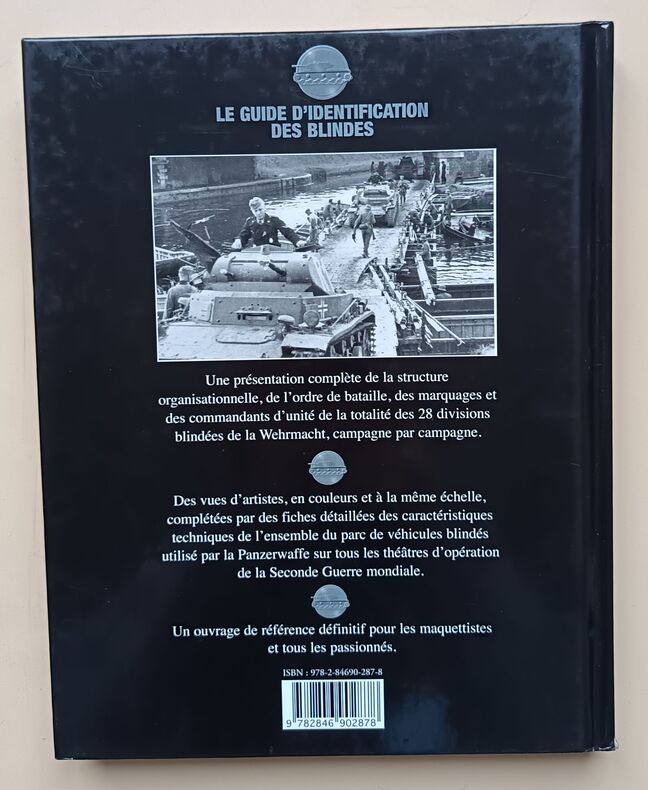 LE GUIDE D'IDENTIFICATION
DES BLINDES
Une présentation complète de la structure
organisationnelle, de l'ordre de bataille, des marquages et
des commandants d'unité de la totalité des 28 divisions
blindées de la Wehrmacht, campagne par campagne.
Des vues d'artistes, en couleurs et à la même échelle,
complétées par des fiches détaillées des caractéristiques
techniques de l'ensemble du parc de véhicules blindés
utilisé par la Panzerwaffe sur tous les théâtres d'opération
de la Seconde Guerre mondiale.
Un ouvrage de référence définitif pour les maquettistes
et tous les passionnés.
ISBN : 978-2-84690-287-8
9 782846 902878